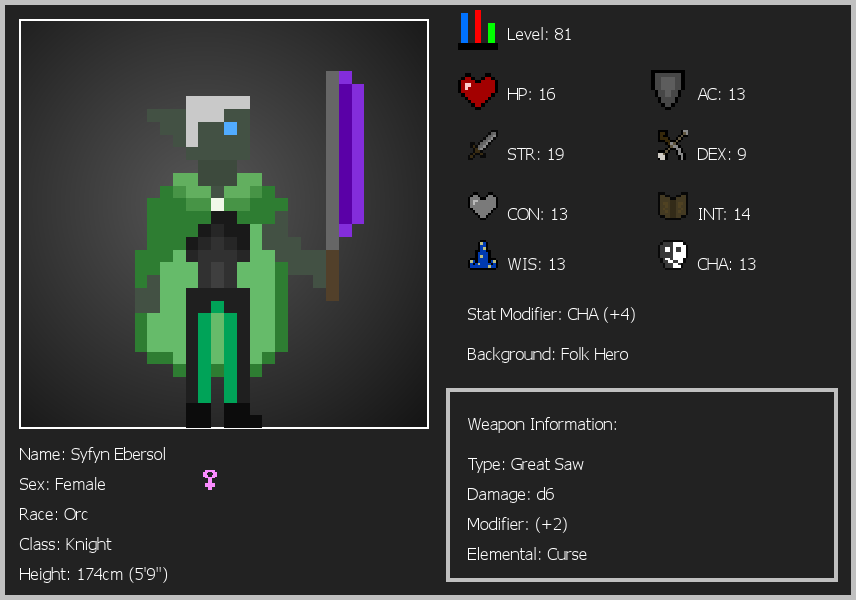 Level: 81
HP: 16
AC: 13
STR: 19
DEX: 9
CON: 13
INT: 14
WIS: 13
CHA: 13
Stat Modifier: CHA (+4)
Background: Folk Hero
Weapon Information:
Type: Great Saw
Damage: d6
Modifier: (+2)
Elemental: Curse
Name: Syfyn Ebersol
Sex: Female
Race: Orc
Class: Knight
Height: 174cm (5'9")